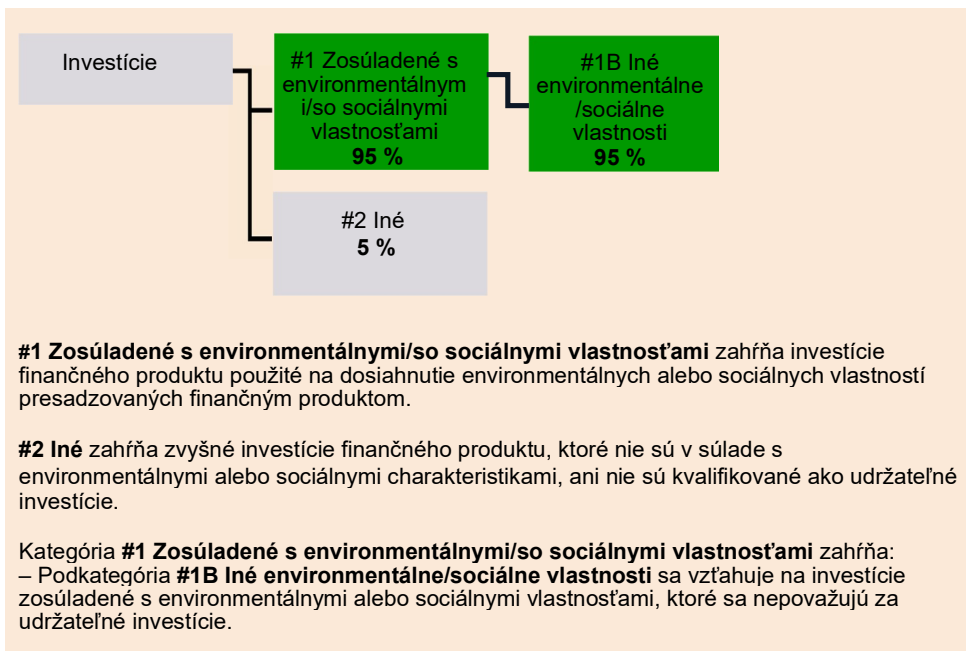 Investície
#1 Zosúladené s
environmentálnym
i/so sociálnymi
vlastnosťami
95 %
#1B Iné
environmentálne
/sociálne
vlastnosti
95 %
#2 Iné
5 %
#1 Zosúladené s environmentálnymi/so sociálnymi vlastnosťami zahŕňa investície
finančného produktu použité na dosiahnutie environmentálnych alebo sociálnych vlastností
presadzovaných finančným produktom.
#2 Iné zahŕňa zvyšné investície finančného produktu, ktoré nie sú v súlade s
environmentálnymi alebo sociálnymi charakteristikami, ani nie sú kvalifikované ako udržateľné
investície.
Kategória #1 Zosúladené s environmentálnymi/so sociálnymi vlastnosťami zahŕňa:
– Podkategória #1B Iné environmentálne/sociálne vlastnosti sa vzťahuje na investície
zosúladené s environmentálnymi alebo sociálnymi vlastnosťami, ktoré sa nepovažujú za
udržateľné investície.